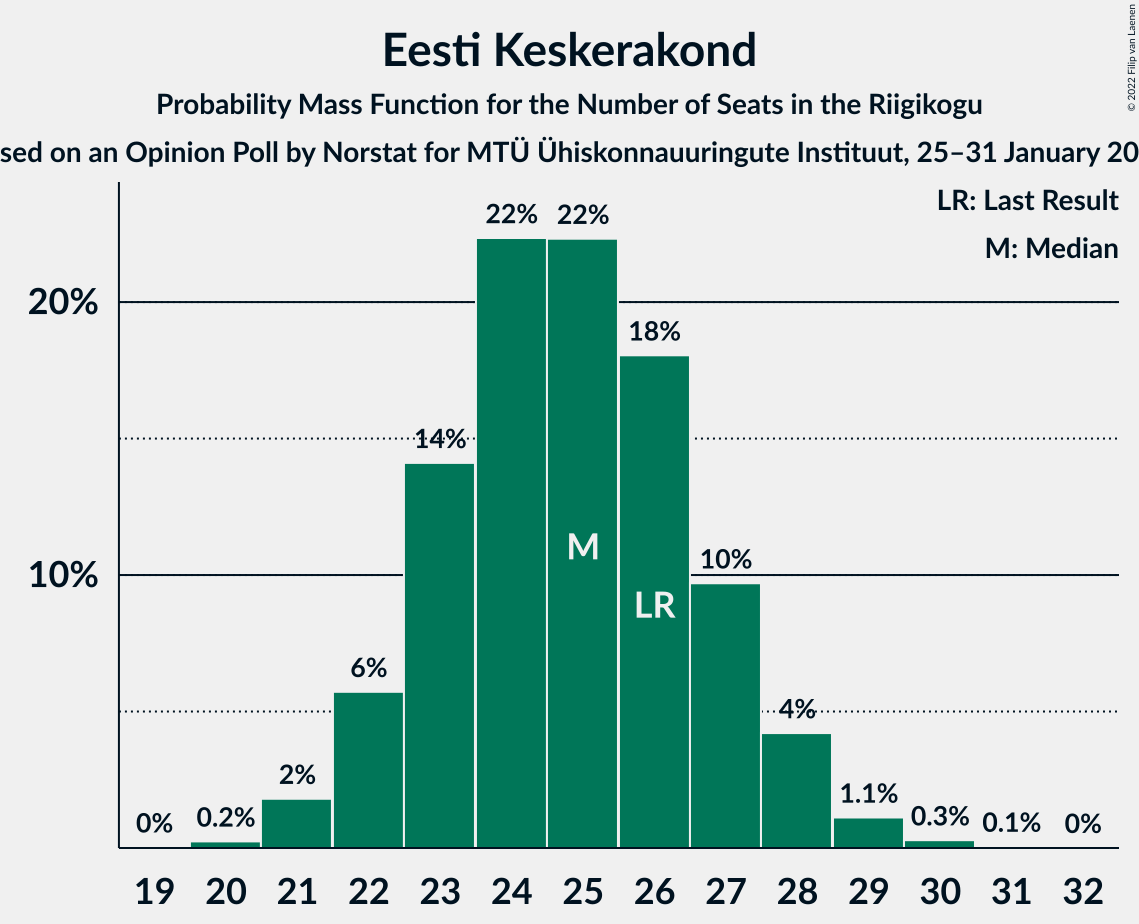 Eesti Keskerakond
Probability Mass Function for the Number of Seats in the Riigikogu
sed on an Opinion Poll by Norstat for MTÜ Ühiskonnauuringute Instituut, 25–31 January 20
© 2022 Filip van Laenen
LR: Last Result
M: Median
22% 22%
20%
18%
14%
M
10%
10%
LR
6%
4%
2%
1.1%
0% 0.2% 0.3% 0.1% 0%
19 20 21 22 23 24 25 26 27 28 29 30 31 32